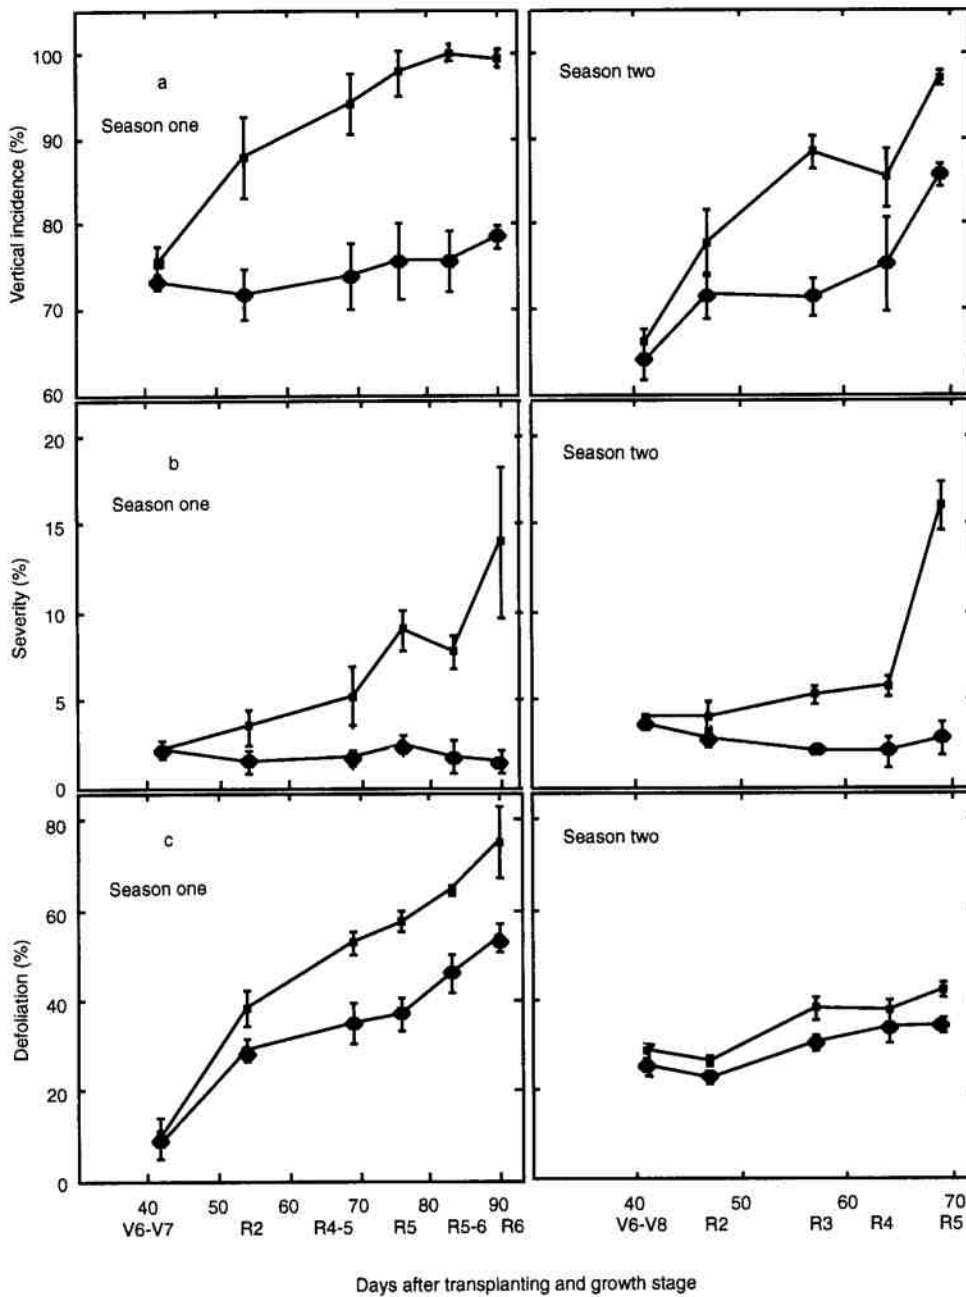 Vertical incidence (%)
100
90
80
70
60
a
Season one
Season two
Severity (%)
20
15
10
5
0
b
Season one
Season two
Defoliation (%)
80
60
40
20
0
c
Season one
Season two
40 50 60 70 80 90
V6-V7 R2 R4-5 R5 R5-6 R6
40 50 60 70
V6-V8 R2 R3 R4 R5
Days after transplanting and growth stage